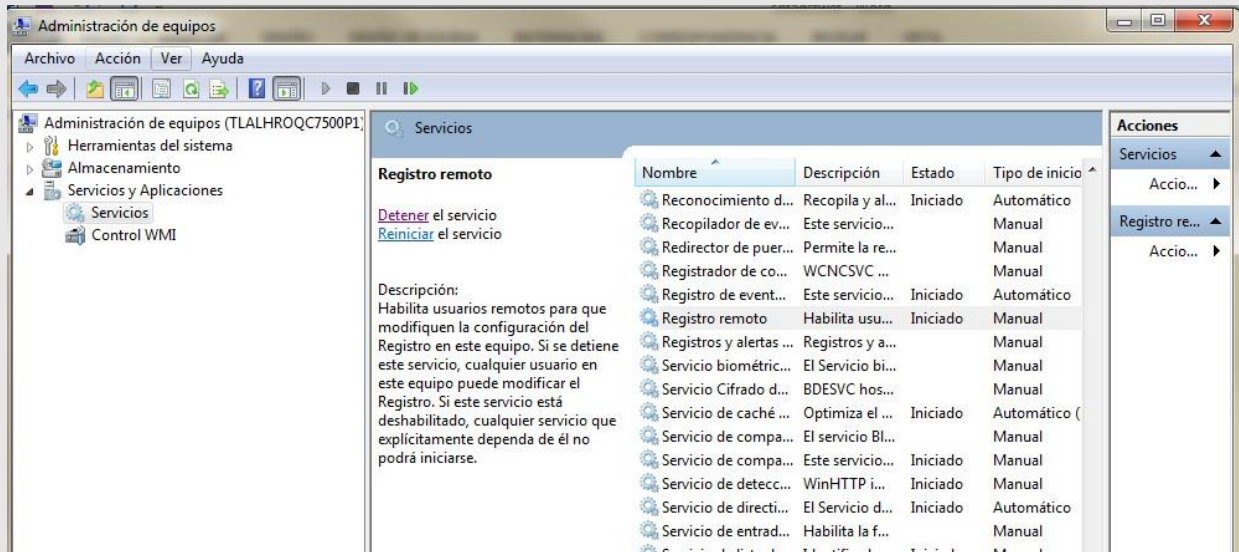 Administración de equipos
Archivo Acción Ver Ayuda
Administración de equipos (TLALHROQC7500P1)
Herramientas del sistema
Almacenamiento
Servicios y Aplicaciones
Servicios
Control WMI
Servicios
Registro remoto
Detener el servicio
Reiniciar el servicio
Descripción:
Habilita usuarios remotos para que
modifiquen la configuración del
Registro en este equipo. Si se detiene
este servicio, cualquier usuario en
este equipo puede modificar el
Registro. Si este servicio está
deshabilitado, cualquier servicio que
explícitamente dependa de él no
podrá iniciarse.
Nombre Descripción Estado Tipo de inicio
Reconocimiento d... Recopila y al... Iniciado Automático
Recopilador de ev... Este servicio... Manual
Redirector de puer... Permite la re... Manual
Registrador de co... WCNCSVC ... Manual
Registro de event... Este servicio... Iniciado Automático
Registro remoto Habilita usu... Iniciado Manual
Registros y alertas ... Registros y a... Manual
Servicio biométric... El Servicio bi... Manual
Servicio Cifrado d... BDESVC hos... Manual
Servicio de caché ... Optimiza el ... Iniciado Automático (
Servicio de compa... El servicio Bl... Manual
Servicio de compa... Este servicio... Iniciado Manual
Servicio de detecc... WinHTTP i... Iniciado Manual
Servicio de directi... El Servicio d... Iniciado Automático
Servicio de entrad... Habilita la f... Manual
Acciones
Servicios
Accio...
Registro re...
Accio...